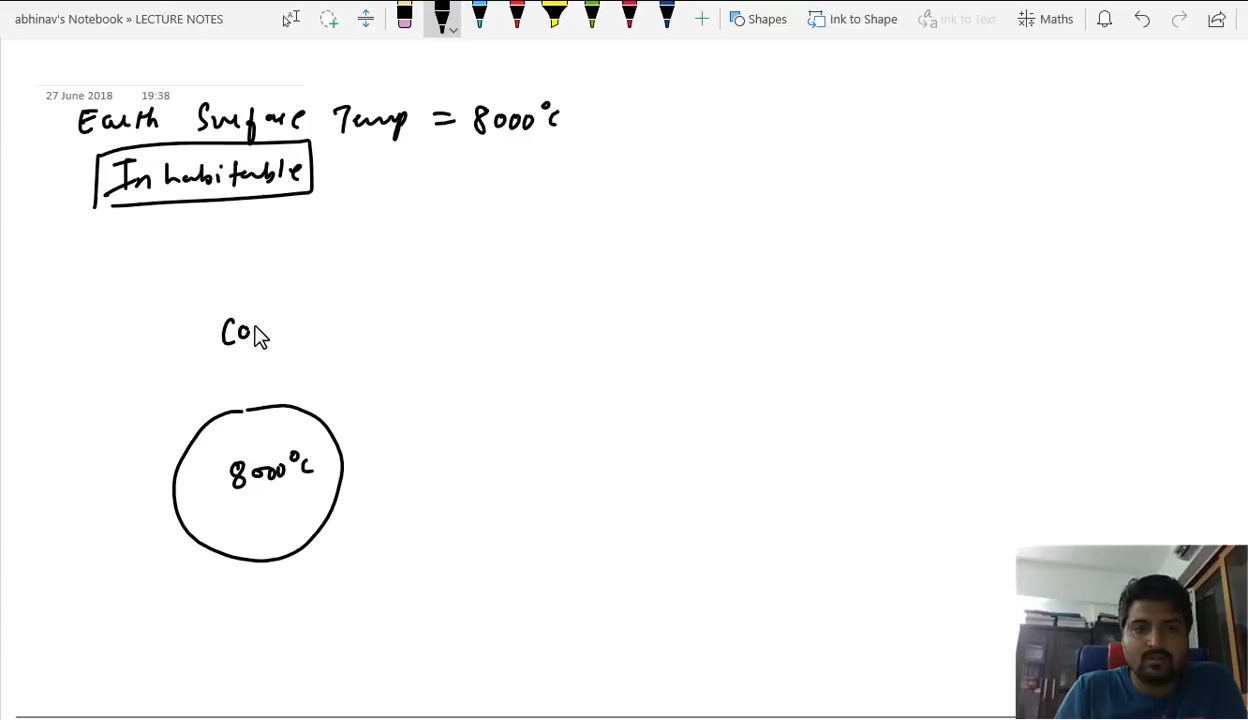 abhinav's Notebook » LECTURE NOTES
Shapes
Ink to Shape
Ink to Text
Maths
27 June 2018 19:38
Earth Surface Temp = 8000°C
Inhabitable
Co
8000°C